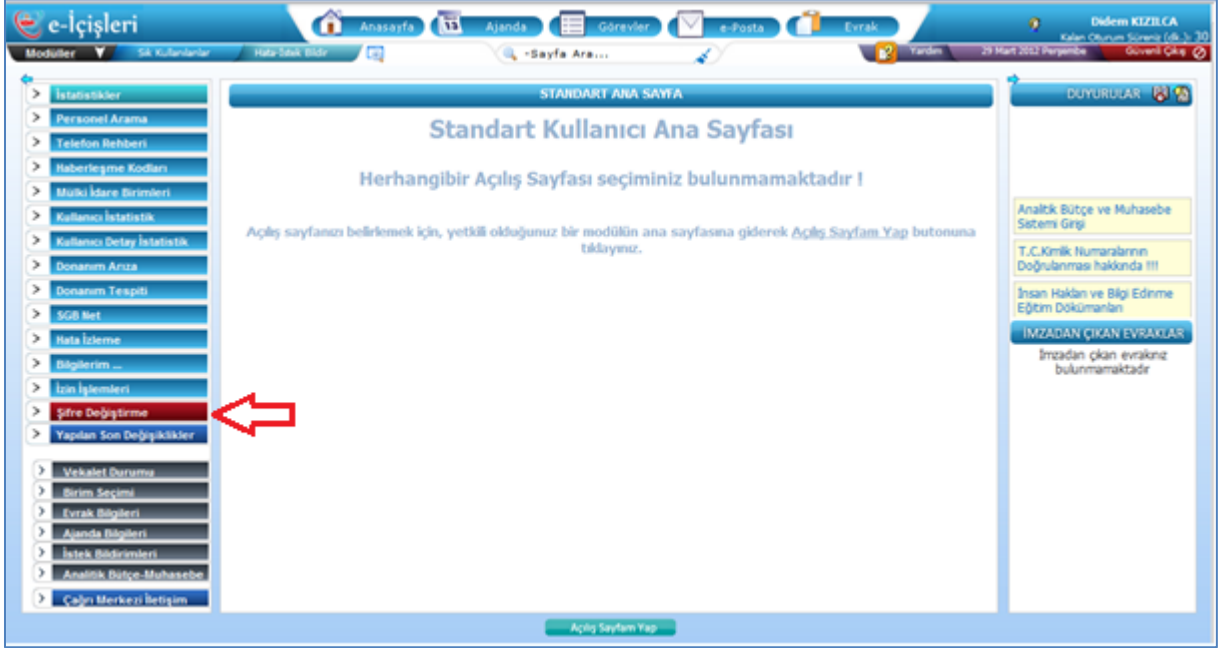 e-İçişleri
Anasayfa
Ajanda
Görevler
e-Posta
Evrak
Didem KIZILCA
Kalan Oturum Süreniz (dk.): 30
Modüller
Sık Kullanılanlar
Hata-İstek Bildir
-Sayfa Ara...
Yardım
29 Mart 2012 Perşembe
Güvenli Çıkış
İstatistikler
Personel Arama
Telefon Rehberi
Haberleşme Kodları
Mülki İdare Birimleri
Kullanıcı İstatistik
Kullanıcı Detay İstatistik
Donanım Arıza
Donanım Tespiti
SGB Net
Hata İzleme
Bilgilerim ...
İzin İşlemleri
Şifre Değiştirme
Yapılan Son Değişiklikler
Vekalet Durumu
Birim Seçimi
Evrak Bilgileri
Ajanda Bilgileri
İstek Bildirimleri
Analitik Bütçe-Muhasebe
Çağrı Merkezi İletişim
STANDART ANA SAYFA
Standart Kullanıcı Ana Sayfası
Herhangibir Açılış Sayfası seçiminiz bulunmamaktadır !
Açılış sayfanızı belirlemek için, yetkili olduğunuz bir modülün ana sayfasına giderek Açılış Sayfam Yap butonuna
tıklayınız.
DUYURULAR
Analitik Bütçe ve Muhasebe
Sistemi Girişi
T.C.Kimlik Numaralarının
Doğrulanması hakkında !!!
İnsan Hakları ve Bilgi Edinme
Eğitim Dökümanları
İMZADAN ÇIKAN EVRAKLAR
İmzadan çıkan evrakınız
bulunmamaktadır
Açılış Sayfam Yap